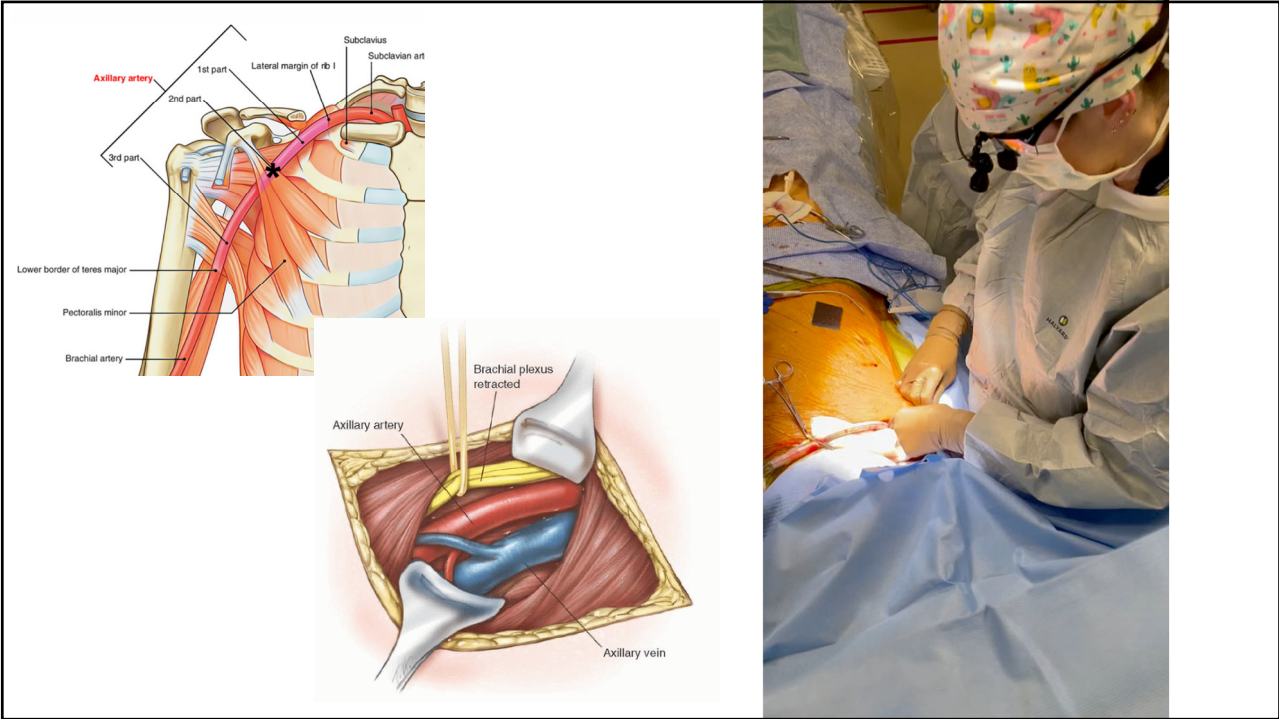 Subclavius
Subclavian art
Lateral margin of rib I
1st part
Axillary artery
2nd part
3rd part
*
Lower border of teres major
Pectoralis minor
Brachial artery
Brachial plexus
retracted
Axillary artery
Axillary vein
HALYARD